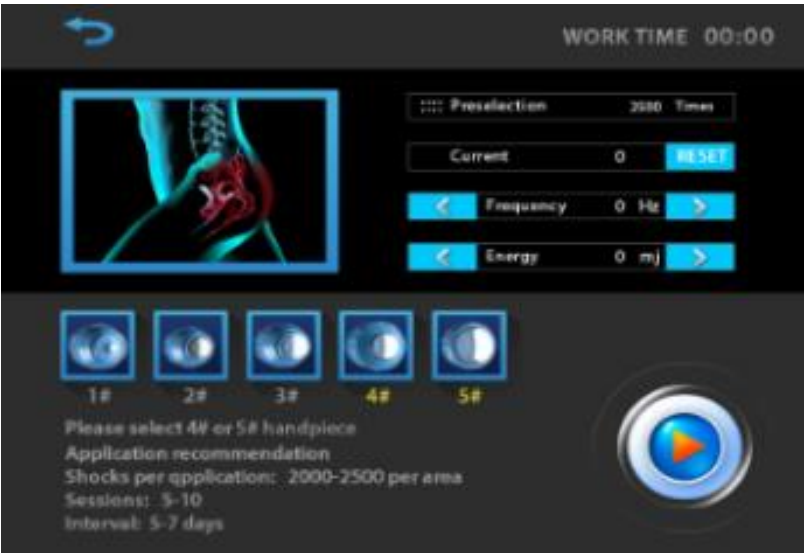 WORK TIME 00:00
Preselection 2500 Times
Current 0 RESET
Frequency 0 Hz
Energy 0 mj
1# 2# 3# 4# 5#
Please select 4# or 5# handpiece
Application recommendation
Shocks per qpplication: 2000-2500 per area
Sessions: 5-10
Interval: 5-7 days